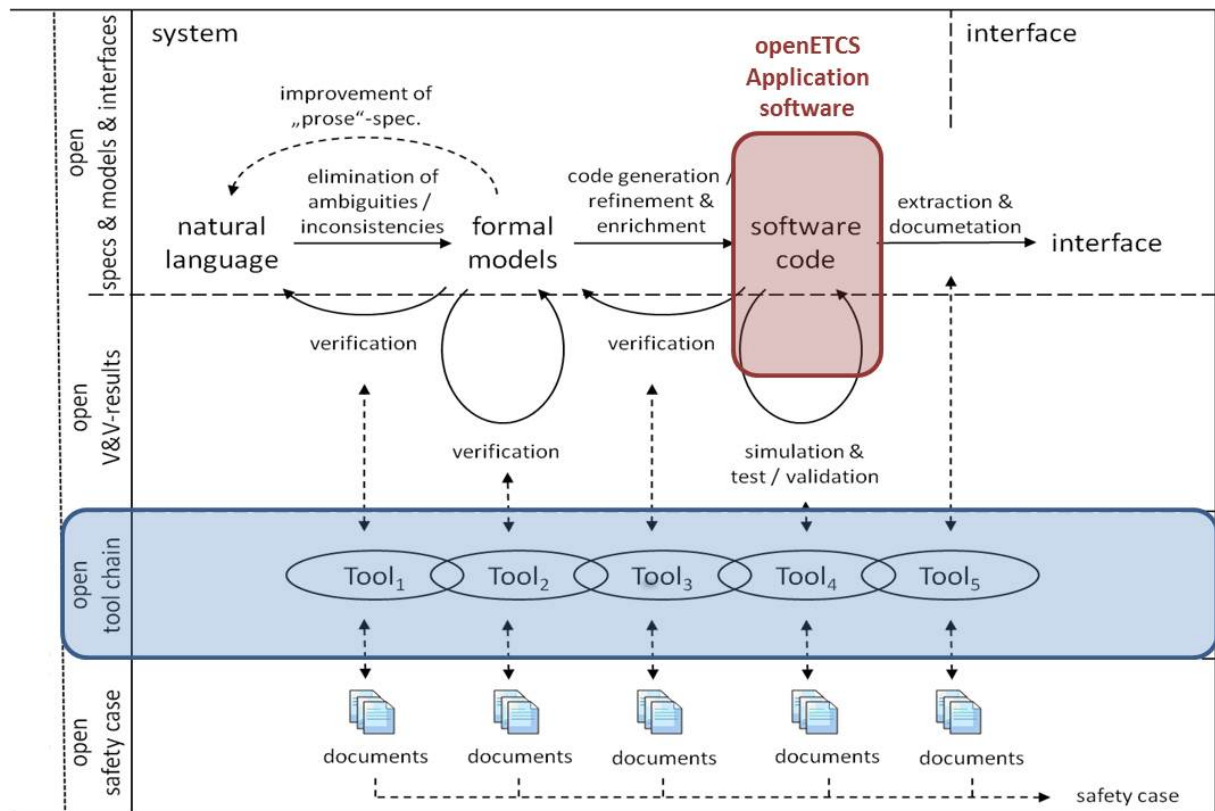 system
openETCS
Application
software
interface
open
specs & models & interfaces
improvement of
„prose“-spec.
elimination of
ambiguities /
inconsistencies
code generation /
refinement &
enrichment
extraction &
documetation
natural
language
formal
models
software
code
interface
open
V&V-results
verification
verification
verification
simulation &
test / validation
open
tool chain
Tool₁
Tool₂
Tool₃
Tool₄
Tool₅
open
safety case
documents
documents
documents
documents
documents
safety case